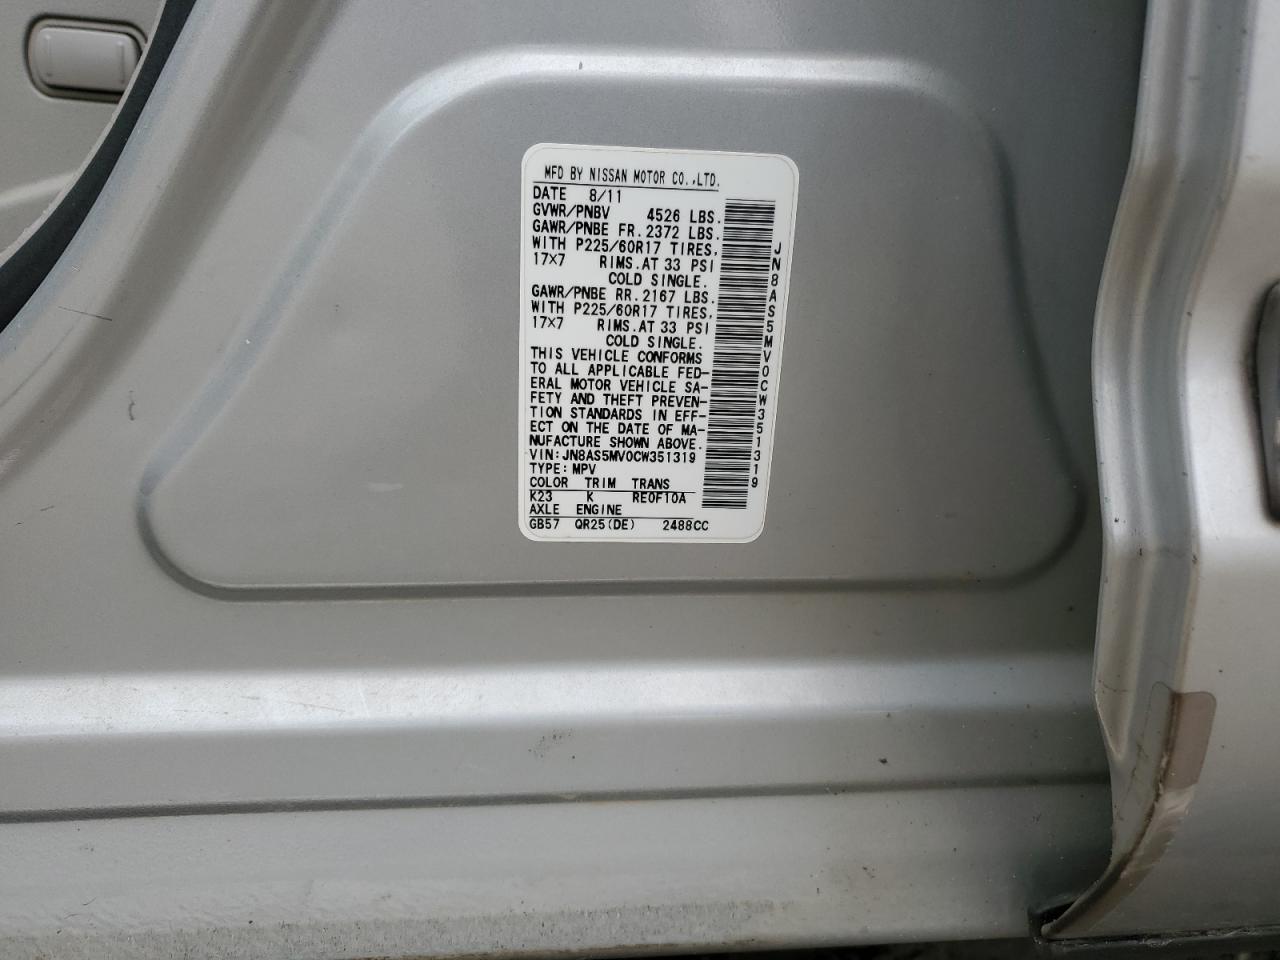 MFD BY NISSAN MOTOR CO.,LTD.
DATE 8/11
GVWR/PNBV 4526 LBS.
GAWR/PNBE FR.2372 LBS.
WITH P225/60R17 TIRES,
17×7 RIMS.AT 33 PSI
COLD SINGLE.
GAWR/PNBE RR.2167 LBS.
WITH P225/60R17 TIRES,
17×7 RIMS.AT 33 PSI
COLD SINGLE.
THIS VEHICLE CONFORMS
TO ALL APPLICABLE FED-
ERAL MOTOR VEHICLE SA-
FETY AND THEFT PREVEN-
TION STANDARDS IN EFF-
ECT ON THE DATE OF MA-
NUFACTURE SHOWN ABOVE.
VIN:JN8AS5MV0CW351319
TYPE:MPV
COLOR TRIM TRANS
K23 K RE0F10A
AXLE ENGINE
GB57 QR25(DE) 2488CC
JN8AS5MV0CW351319